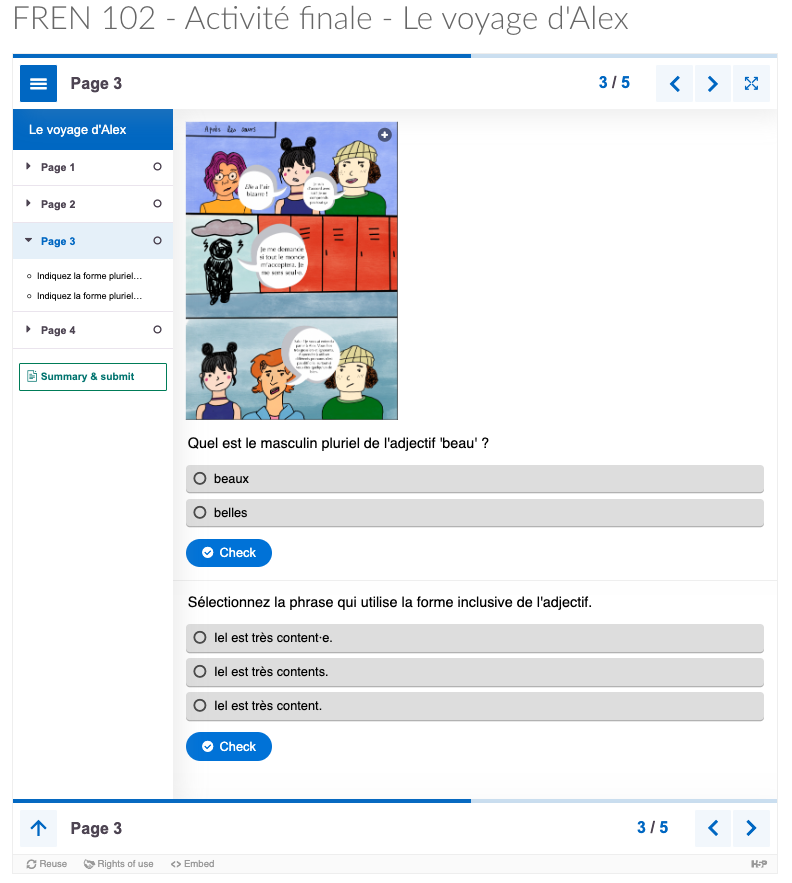 FREN 102 - Activité finale - Le voyage d'Alex
Page 3
3 / 5
Le voyage d'Alex
Page 1
Page 2
Page 3
Indiquez la forme pluriel...
Indiquez la forme pluriel...
Page 4
Summary & submit
Après les cours
Elle a l'air
bizarre !
Je me demande
si tout le monde
m'acceptera. Je
me sens seul·e.
Quel est le masculin pluriel de l'adjectif 'beau' ?
beaux
belles
Check
Sélectionnez la phrase qui utilise la forme inclusive de l'adjectif.
Iel est très content·e.
Iel est très contents.
Iel est très content.
Check
Page 3
3 / 5
Reuse
Rights of use
Embed
H5P